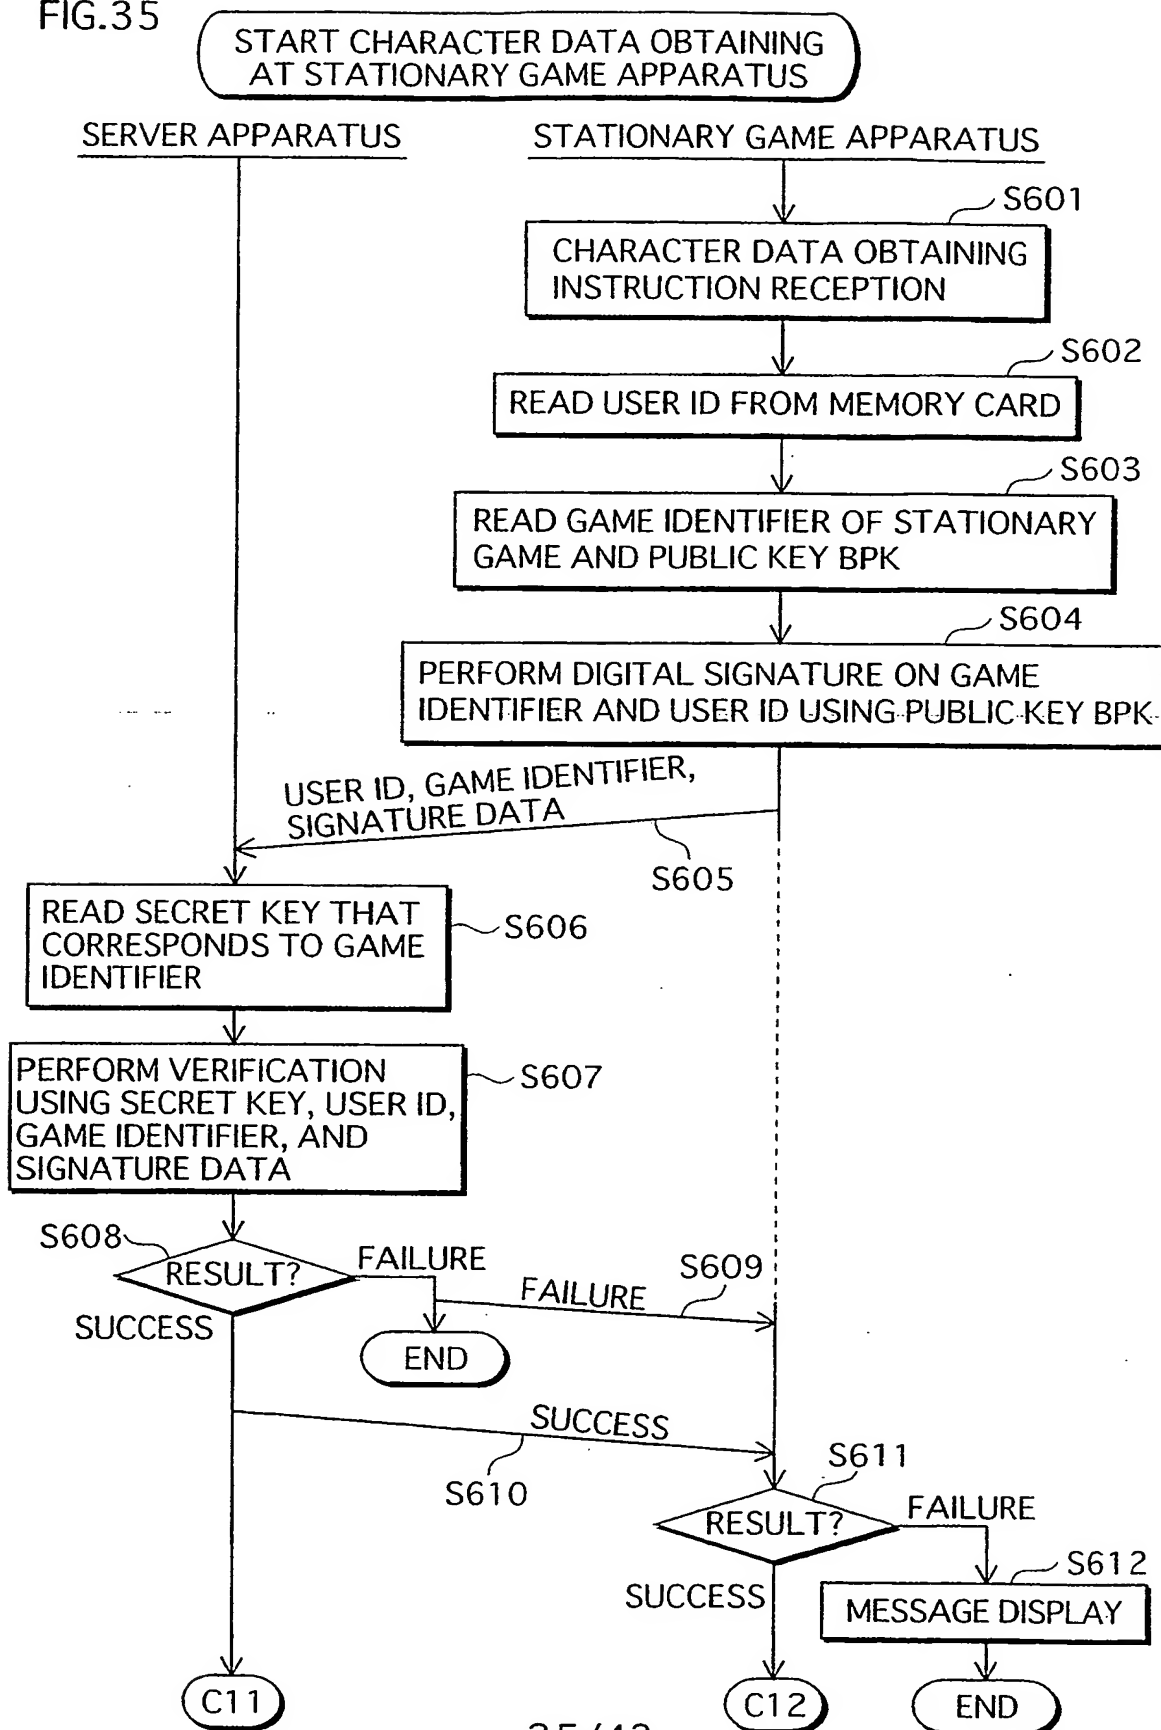 FIG.35
START CHARACTER DATA OBTAINING
AT STATIONARY GAME APPARATUS
SERVER APPARATUS
STATIONARY GAME APPARATUS
S601
CHARACTER DATA OBTAINING
INSTRUCTION RECEPTION
S602
READ USER ID FROM MEMORY CARD
S603
READ GAME IDENTIFIER OF STATIONARY
GAME AND PUBLIC KEY BPK
S604
PERFORM DIGITAL SIGNATURE ON GAME
IDENTIFIER AND USER ID USING PUBLIC KEY BPK
USER ID, GAME IDENTIFIER,
SIGNATURE DATA
S605
READ SECRET KEY THAT
CORRESPONDS TO GAME
IDENTIFIER
S606
PERFORM VERIFICATION
USING SECRET KEY, USER ID,
GAME IDENTIFIER, AND
SIGNATURE DATA
S607
S608
RESULT?
FAILURE
S609
FAILURE
SUCCESS
END
SUCCESS
S610
S611
RESULT?
FAILURE
S612
SUCCESS
MESSAGE DISPLAY
C11
C12
END